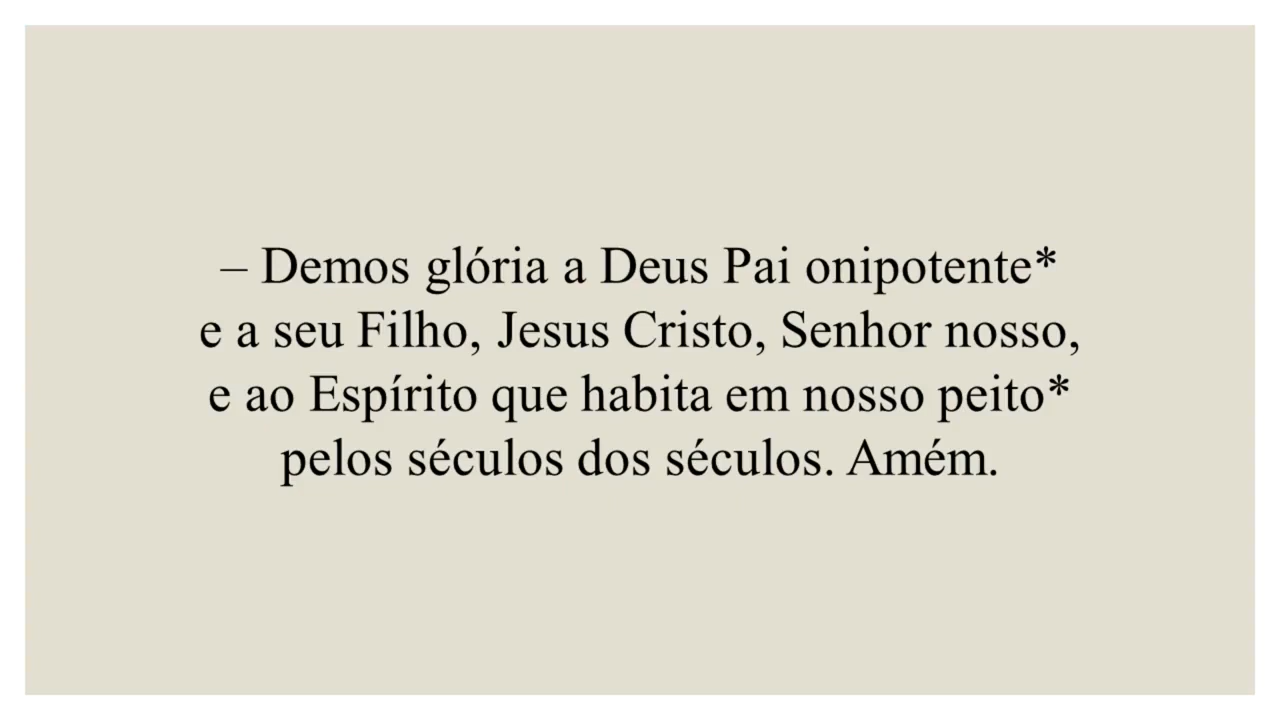 – Demos glória a Deus Pai onipotente*
e a seu Filho, Jesus Cristo, Senhor nosso,
e ao Espírito que habita em nosso peito*
pelos séculos dos séculos. Amém.